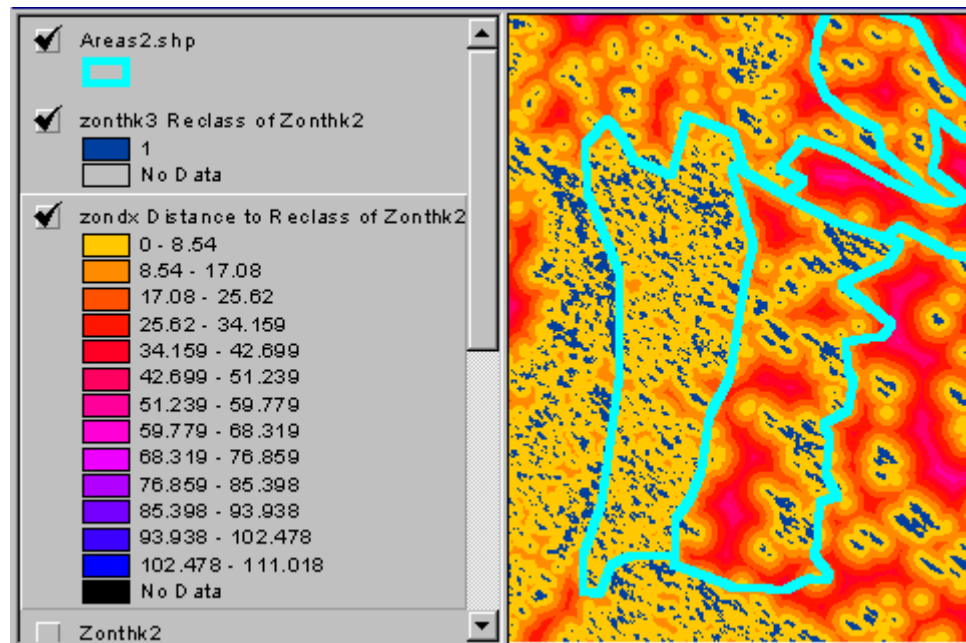 Areas2.shp
zonthk3 Reclass of Zonthk2
1
No Data
zondx Distance to Reclass of Zonthk2
0 - 8.54
8.54 - 17.08
17.08 - 25.62
25.62 - 34.159
34.159 - 42.699
42.699 - 51.239
51.239 - 59.779
59.779 - 68.319
68.319 - 76.859
76.859 - 85.398
85.398 - 93.938
93.938 - 102.478
102.478 - 111.018
No Data
Zonthk2